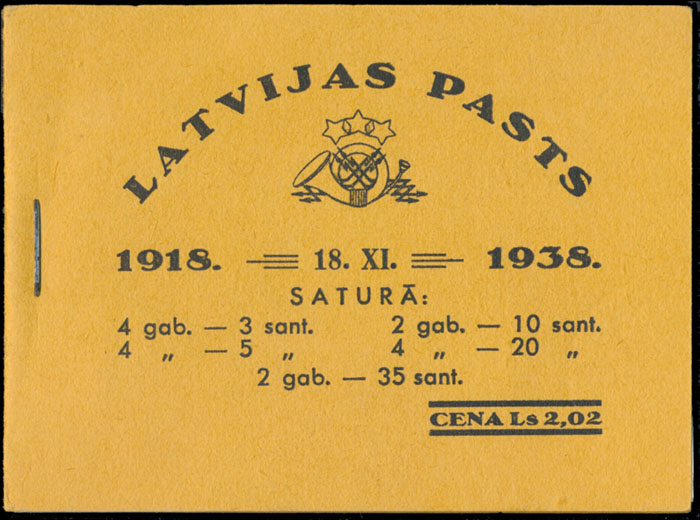 LATVIJAS PASTS
1918. 18. XI. 1938.
SATURĀ:
4 gab. — 3 sant. 2 gab. — 10 sant.
4 „ — 5 „ 4 „ — 20 „
2 gab. — 35 sant.
CENA Ls 2,02